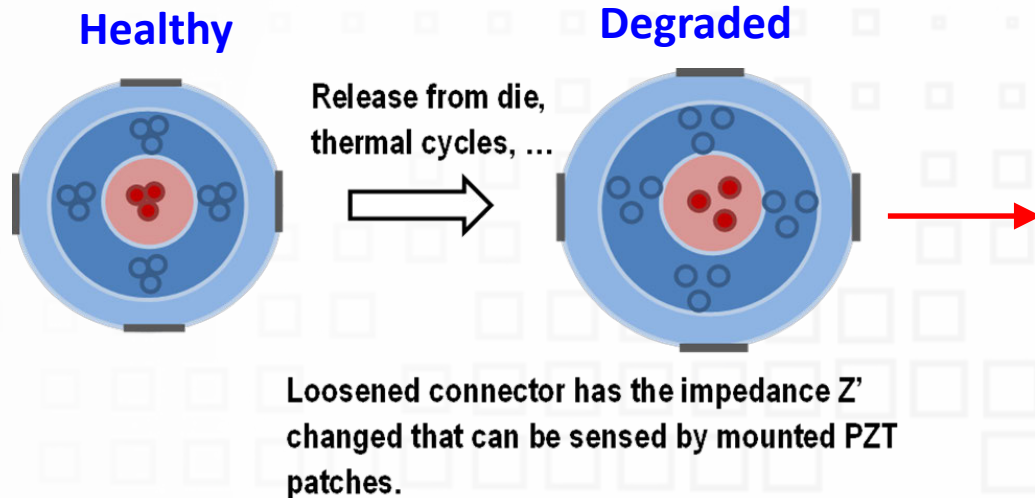 Healthy
Degraded
Release from die,
thermal cycles, ...
Loosened connector has the impedance Z'
changed that can be sensed by mounted PZT
patches.